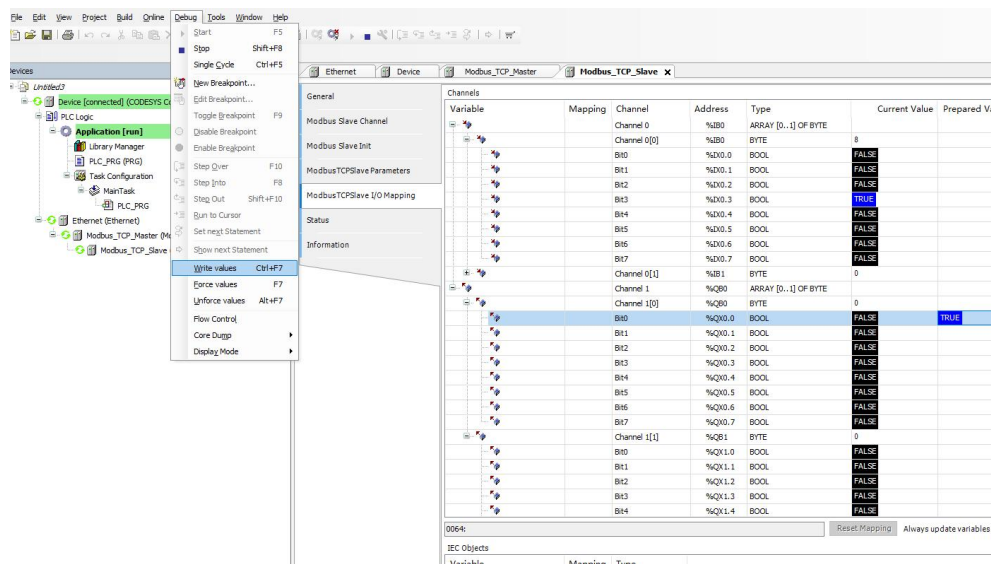 File Edit View Project Build Online Debug Tools Window Help
Start F5
Stop Shift+F8
Single Cycle Ctrl+F5
New Breakpoint...
Edit Breakpoint...
Toggle Breakpoint F9
Disable Breakpoint
Enable Breakpoint
Step Over F10
Step Into F8
Step Out Shift+F10
Run to Cursor
Set next Statement
Show next Statement
Write values Ctrl+F7
Force values F7
Unforce values Alt+F7
Flow Control
Core Dump
Display Mode
Devices
Untitled3
Device [connected] (CODESYS Co
PLC Logic
Application [run]
Library Manager
PLC_PRG (PRG)
Task Configuration
MainTask
PLC_PRG
Ethernet (Ethernet)
Modbus_TCP_Master (Mo
Modbus_TCP_Slave
Ethernet Device Modbus_TCP_Master Modbus_TCP_Slave X
General
Modbus Slave Channel
Modbus Slave Init
ModbusTCPSlave Parameters
ModbusTCPSlave I/O Mapping
Status
Information
Channels
Variable Mapping Channel Address Type Current Value Prepared Va
Channel 0 %IB0 ARRAY [0..1] OF BYTE
Channel 0[0] %IB0 BYTE 8
Bit0 %IX0.0 BOOL FALSE
Bit1 %IX0.1 BOOL FALSE
Bit2 %IX0.2 BOOL FALSE
Bit3 %IX0.3 BOOL TRUE
Bit4 %IX0.4 BOOL FALSE
Bit5 %IX0.5 BOOL FALSE
Bit6 %IX0.6 BOOL FALSE
Bit7 %IX0.7 BOOL FALSE
Channel 0[1] %IB1 BYTE 0
Channel 1 %QB0 ARRAY [0..1] OF BYTE
Channel 1[0] %QB0 BYTE 0
Bit0 %QX0.0 BOOL FALSE TRUE
Bit1 %QX0.1 BOOL FALSE
Bit2 %QX0.2 BOOL FALSE
Bit3 %QX0.3 BOOL FALSE
Bit4 %QX0.4 BOOL FALSE
Bit5 %QX0.5 BOOL FALSE
Bit6 %QX0.6 BOOL FALSE
Bit7 %QX0.7 BOOL FALSE
Channel 1[1] %QB1 BYTE 0
Bit0 %QX1.0 BOOL FALSE
Bit1 %QX1.1 BOOL FALSE
Bit2 %QX1.2 BOOL FALSE
Bit3 %QX1.3 BOOL FALSE
Bit4 %QX1.4 BOOL FALSE
0064: Reset Mapping Always update variables
IEC Objects
Variable Mapping Type